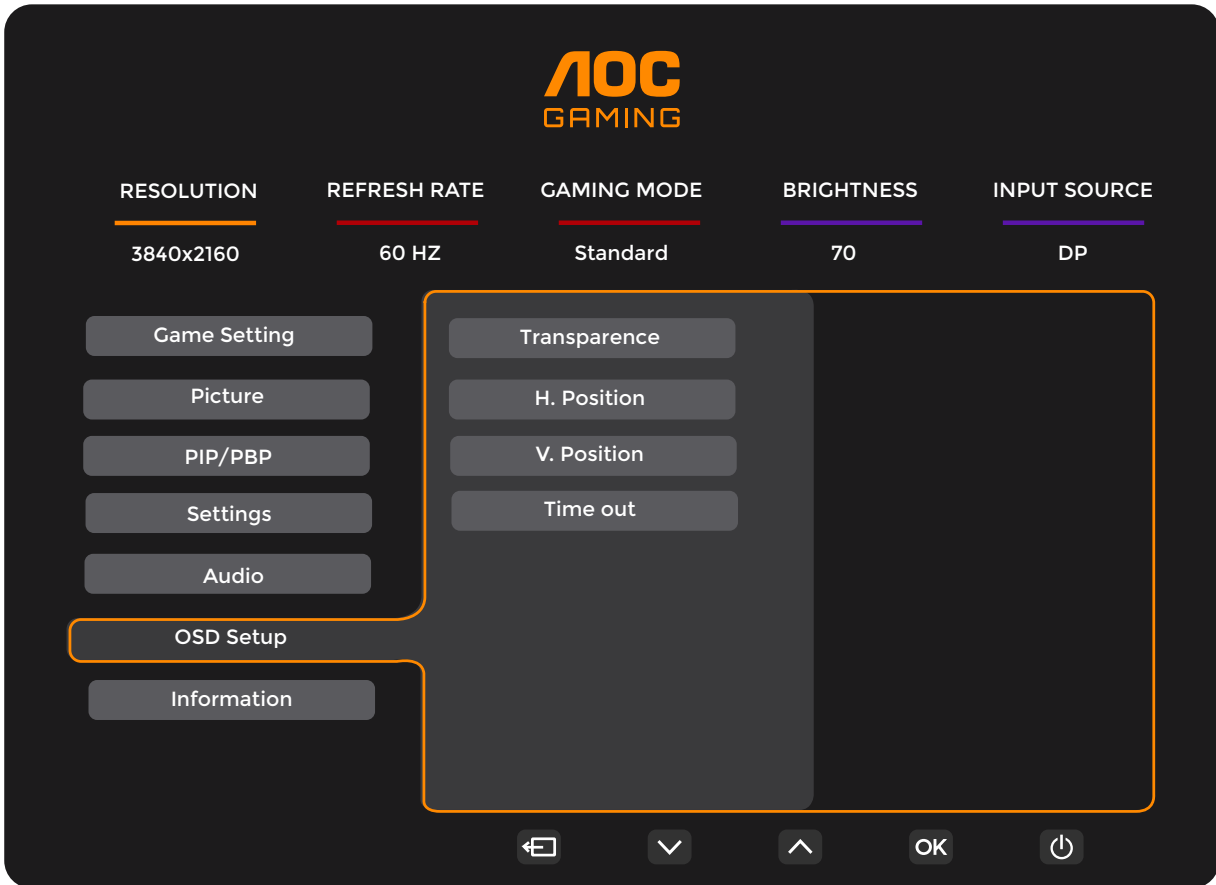 AOC
GAMING
RESOLUTION REFRESH RATE GAMING MODE BRIGHTNESS INPUT SOURCE
3840x2160 60 HZ Standard 70 DP
Game Setting
Picture
PIP/PBP
Settings
Audio
OSD Setup
Information
Transparence
H. Position
V. Position
Time out
OK